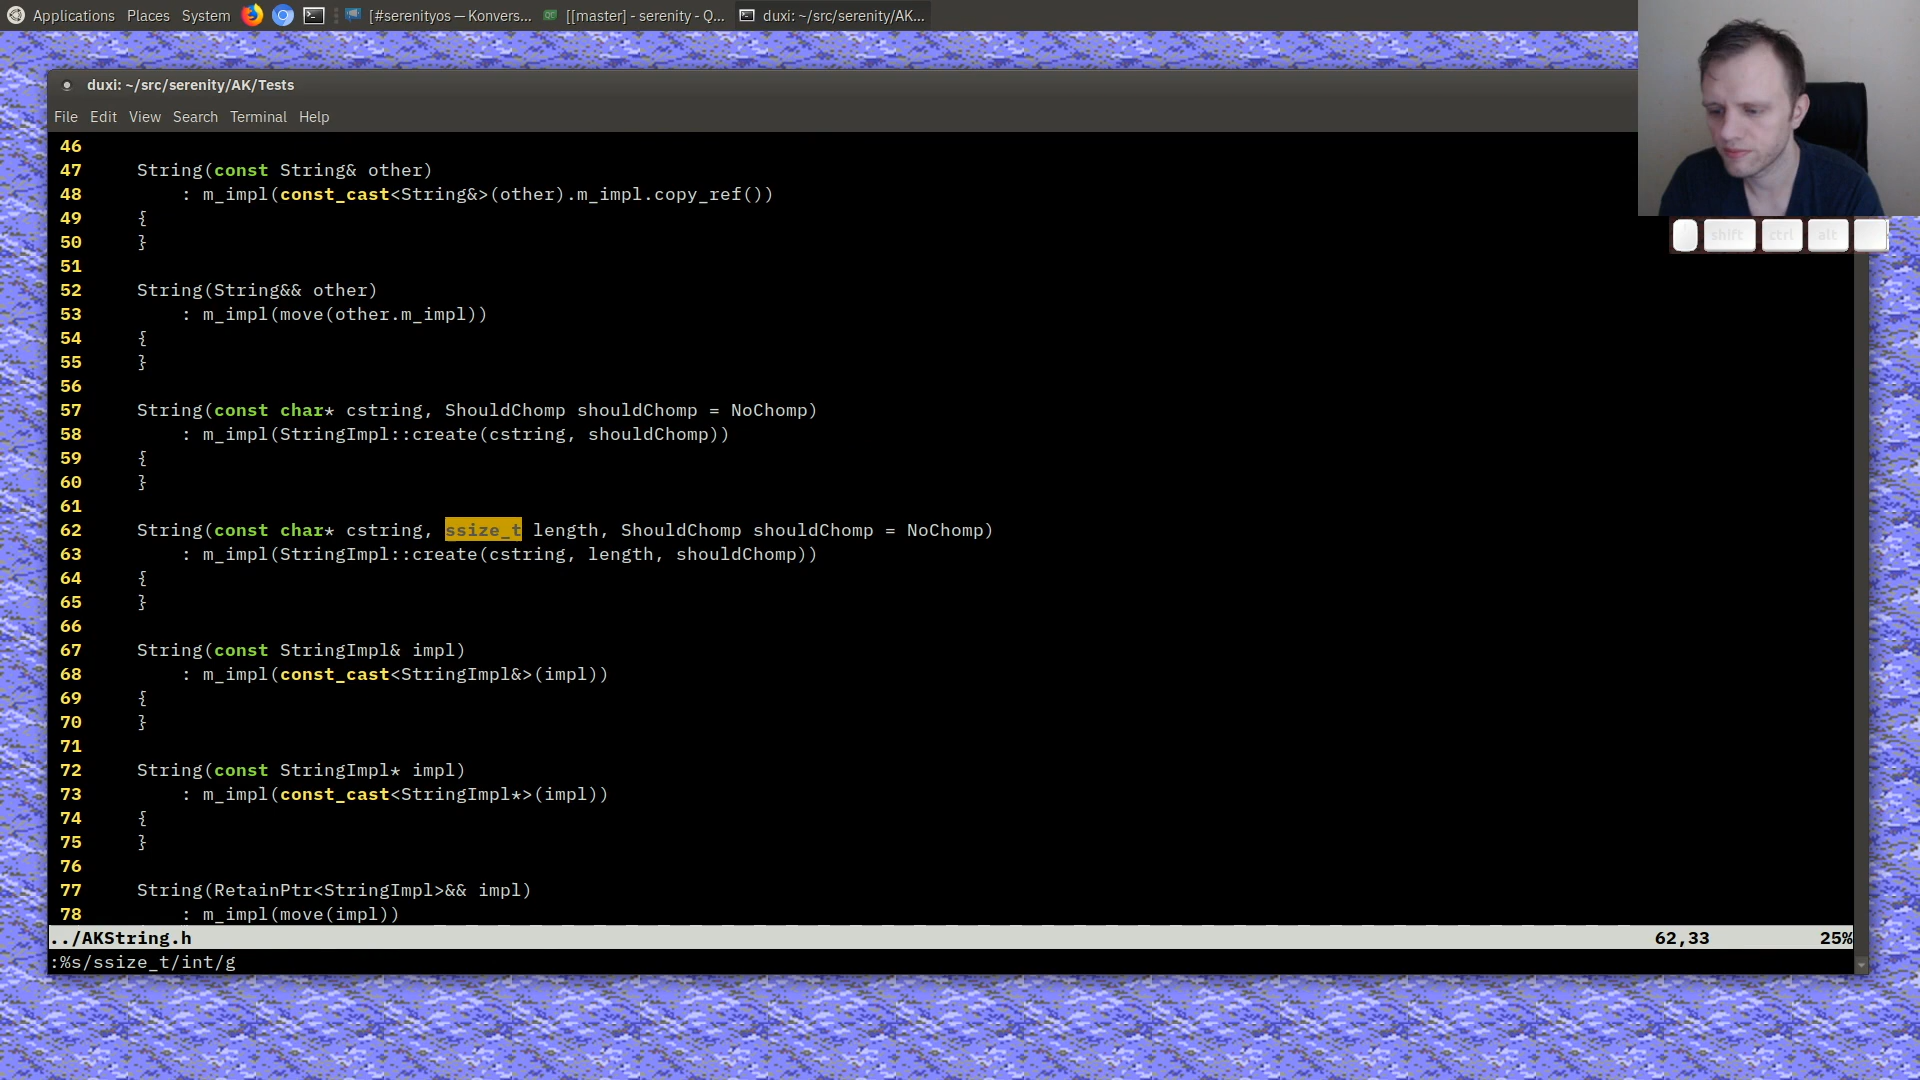 Applications Places System [#serenityos — Konvers... [[master] - serenity - Q... duxi: ~/src/serenity/AK...
duxi: ~/src/serenity/AK/Tests
File Edit View Search Terminal Help
shift ctrl alt
46
47 String(const String& other)
48 : m_impl(const_cast<String&>(other).m_impl.copy_ref())
49 {
50 }
51
52 String(String&& other)
53 : m_impl(move(other.m_impl))
54 {
55 }
56
57 String(const char* cstring, ShouldChomp shouldChomp = NoChomp)
58 : m_impl(StringImpl::create(cstring, shouldChomp))
59 {
60 }
61
62 String(const char* cstring, ssize_t length, ShouldChomp shouldChomp = NoChomp)
63 : m_impl(StringImpl::create(cstring, length, shouldChomp))
64 {
65 }
66
67 String(const StringImpl& impl)
68 : m_impl(const_cast<StringImpl&>(impl))
69 {
70 }
71
72 String(const StringImpl* impl)
73 : m_impl(const_cast<StringImpl*>(impl))
74 {
75 }
76
77 String(RetainPtr<StringImpl>&& impl)
78 : m_impl(move(impl))
../AKString.h 62,33 25%
:%s/ssize_t/int/g